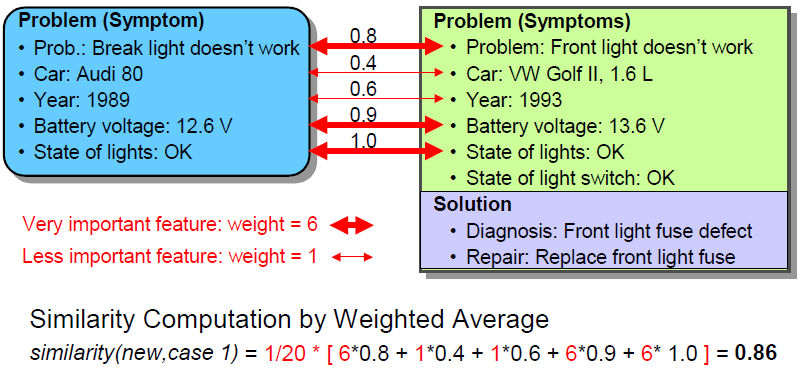 Problem (Symptom)
• Prob.: Break light doesn't work
• Car: Audi 80
• Year: 1989
• Battery voltage: 12.6 V
• State of lights: OK
0.8
0.4
0.6
0.9
1.0
Problem (Symptoms)
• Problem: Front light doesn't work
• Car: VW Golf II, 1.6 L
• Year: 1993
• Battery voltage: 13.6 V
• State of lights: OK
• State of light switch: OK
Solution
• Diagnosis: Front light fuse defect
• Repair: Replace front light fuse
Very important feature: weight = 6
Less important feature: weight = 1
Similarity Computation by Weighted Average
similarity(new,case 1) = 1/20 * [ 6*0.8 + 1*0.4 + 1*0.6 + 6*0.9 + 6* 1.0 ] = 0.86